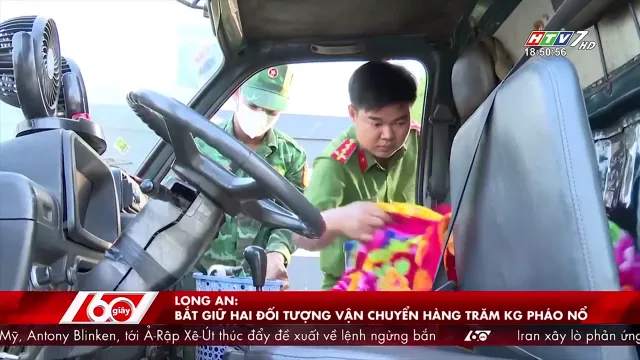 HTV7 HD
18:50:56
LONG AN:
60 giây
BẮT GIỮ HAI ĐỐI TƯỢNG VẬN CHUYỂN HÀNG TRĂM KG PHÁO NỔ
Mỹ, Antony Blinken, tới Ả-Rập Xê-Út thúc đẩy đề xuất về lệnh ngừng bắn 60 Iran xây lò phản ứn